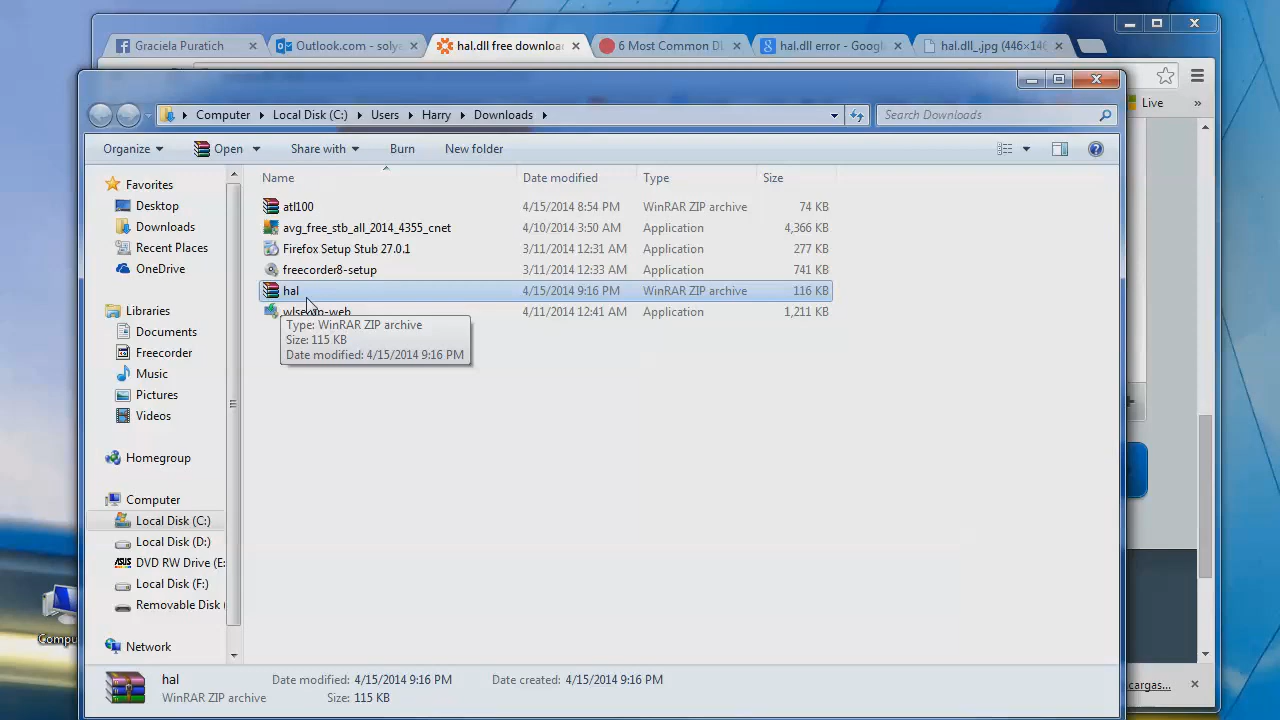 Graciela Puratich
Outlook.com - solya
hal.dll free downloa
6 Most Common DL
hal.dll error - Googl
hal.dll_.jpg (446×146
Live »
Computer Local Disk (C:) Users Harry Downloads
Search Downloads
Organize Open Share with Burn New folder
Name Date modified Type Size
atl100 4/15/2014 8:54 PM WinRAR ZIP archive 74 KB
avg_free_stb_all_2014_4355_cnet 4/10/2014 3:50 AM Application 4,366 KB
Firefox Setup Stub 27.0.1 3/11/2014 12:31 AM Application 277 KB
freecorder8-setup 3/11/2014 12:33 AM Application 741 KB
hal 4/15/2014 9:16 PM WinRAR ZIP archive 116 KB
4/11/2014 12:41 AM Application 1,211 KB
Type: WinRAR ZIP archive
Size: 115 KB
Date modified: 4/15/2014 9:16 PM
Favorites
Desktop
Downloads
Recent Places
OneDrive
Libraries
Documents
Freecorder
Music
Pictures
Videos
Homegroup
Computer
Local Disk (C:)
Local Disk (D:)
DVD RW Drive (E:
Local Disk (F:)
Removable Disk (
Network
Compu
hal Date modified: 4/15/2014 9:16 PM Date created: 4/15/2014 9:16 PM
WinRAR ZIP archive Size: 115 KB
cargas...